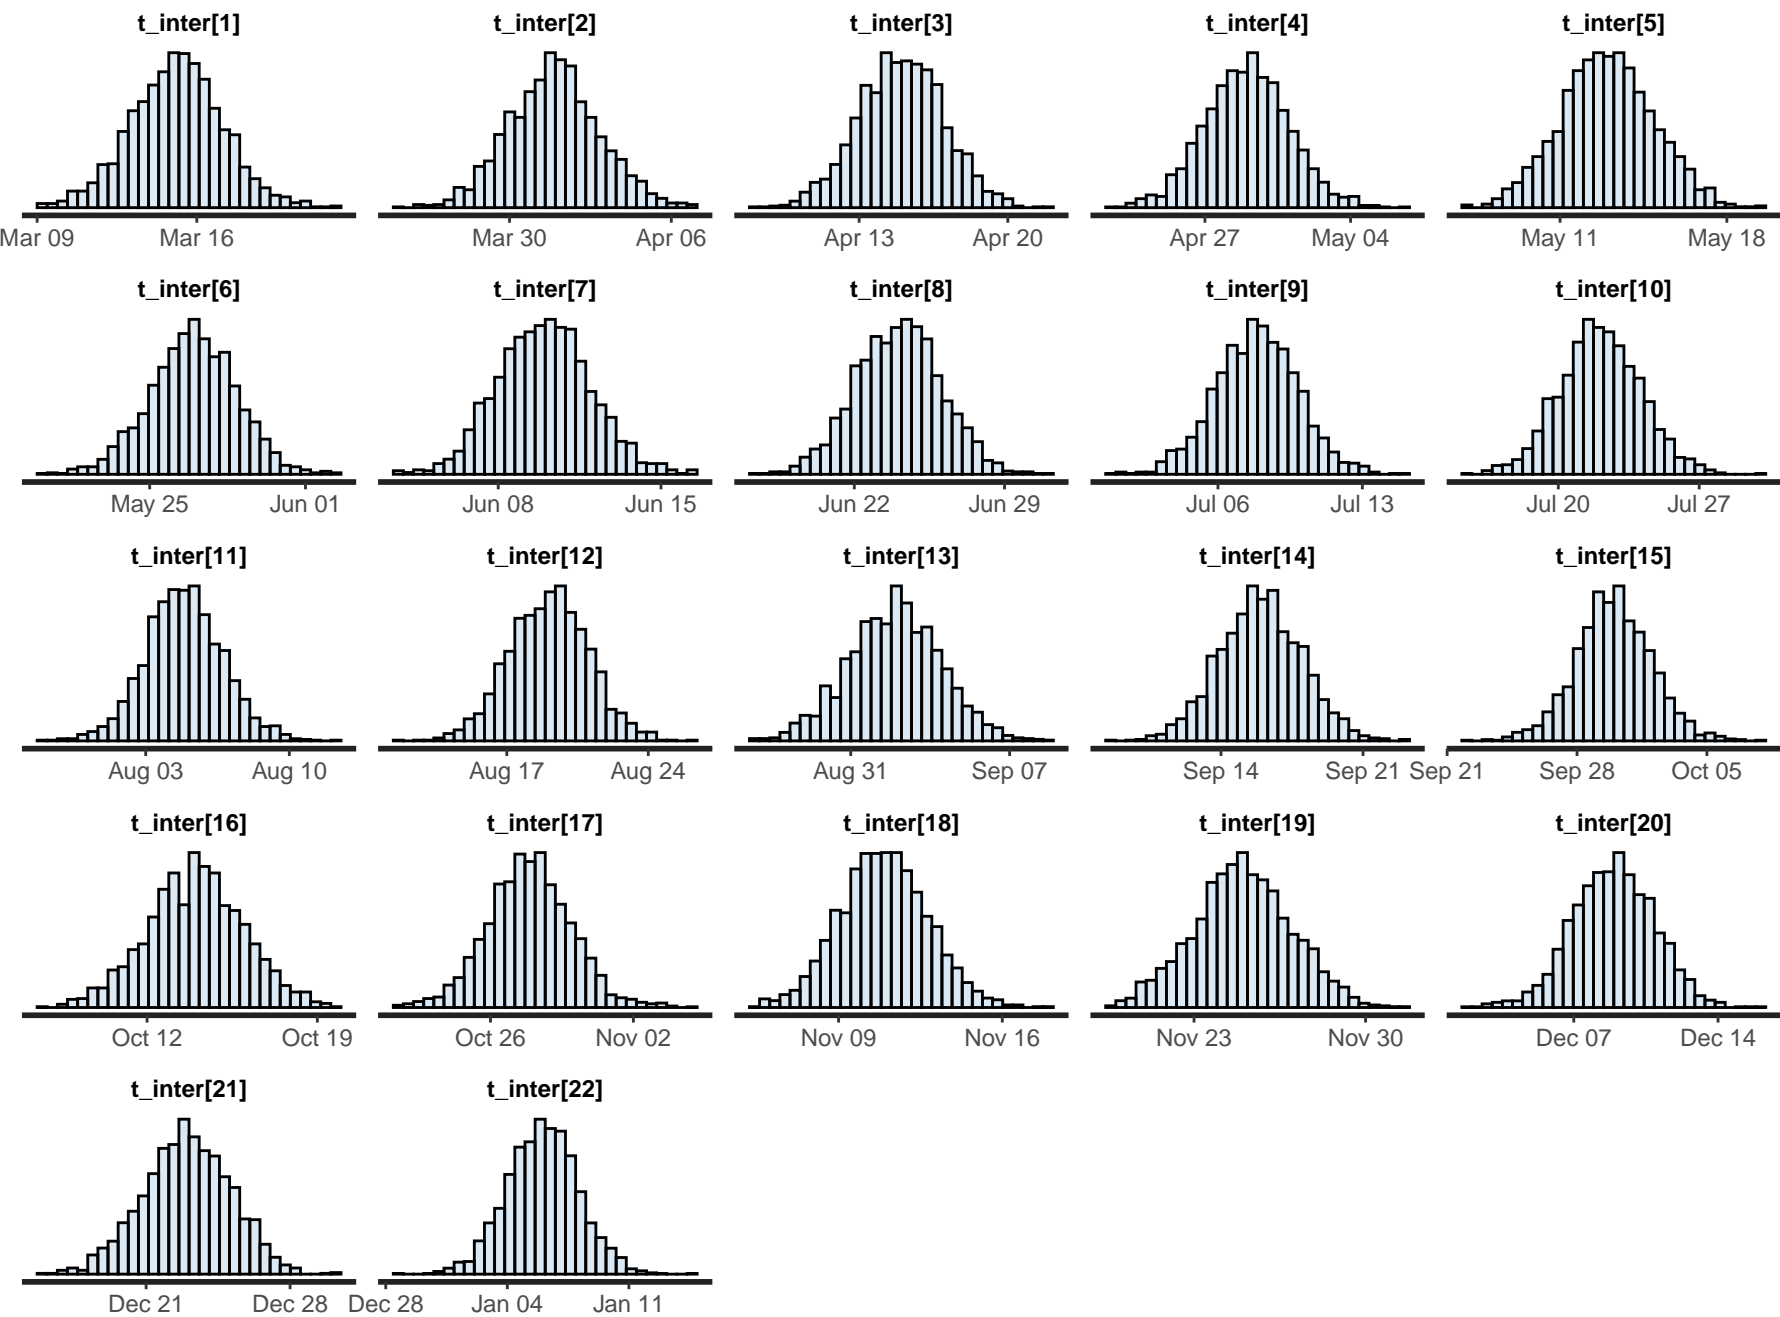 t_inter[1] t_inter[2] t_inter[3] t_inter[4] t_inter[5]
Mar 09 Mar 16 Mar 30 Apr 06 Apr 13 Apr 20 Apr 27 May 04 May 11 May 18
t_inter[6] t_inter[7] t_inter[8] t_inter[9] t_inter[10]
May 25 Jun 01 Jun 08 Jun 15 Jun 22 Jun 29 Jul 06 Jul 13 Jul 20 Jul 27
t_inter[11] t_inter[12] t_inter[13] t_inter[14] t_inter[15]
Aug 03 Aug 10 Aug 17 Aug 24 Aug 31 Sep 07 Sep 14 Sep 21 Sep 21 Sep 28 Oct 05
t_inter[16] t_inter[17] t_inter[18] t_inter[19] t_inter[20]
Oct 12 Oct 19 Oct 26 Nov 02 Nov 09 Nov 16 Nov 23 Nov 30 Dec 07 Dec 14
t_inter[21] t_inter[22]
Dec 21 Dec 28 Dec 28 Jan 04 Jan 11